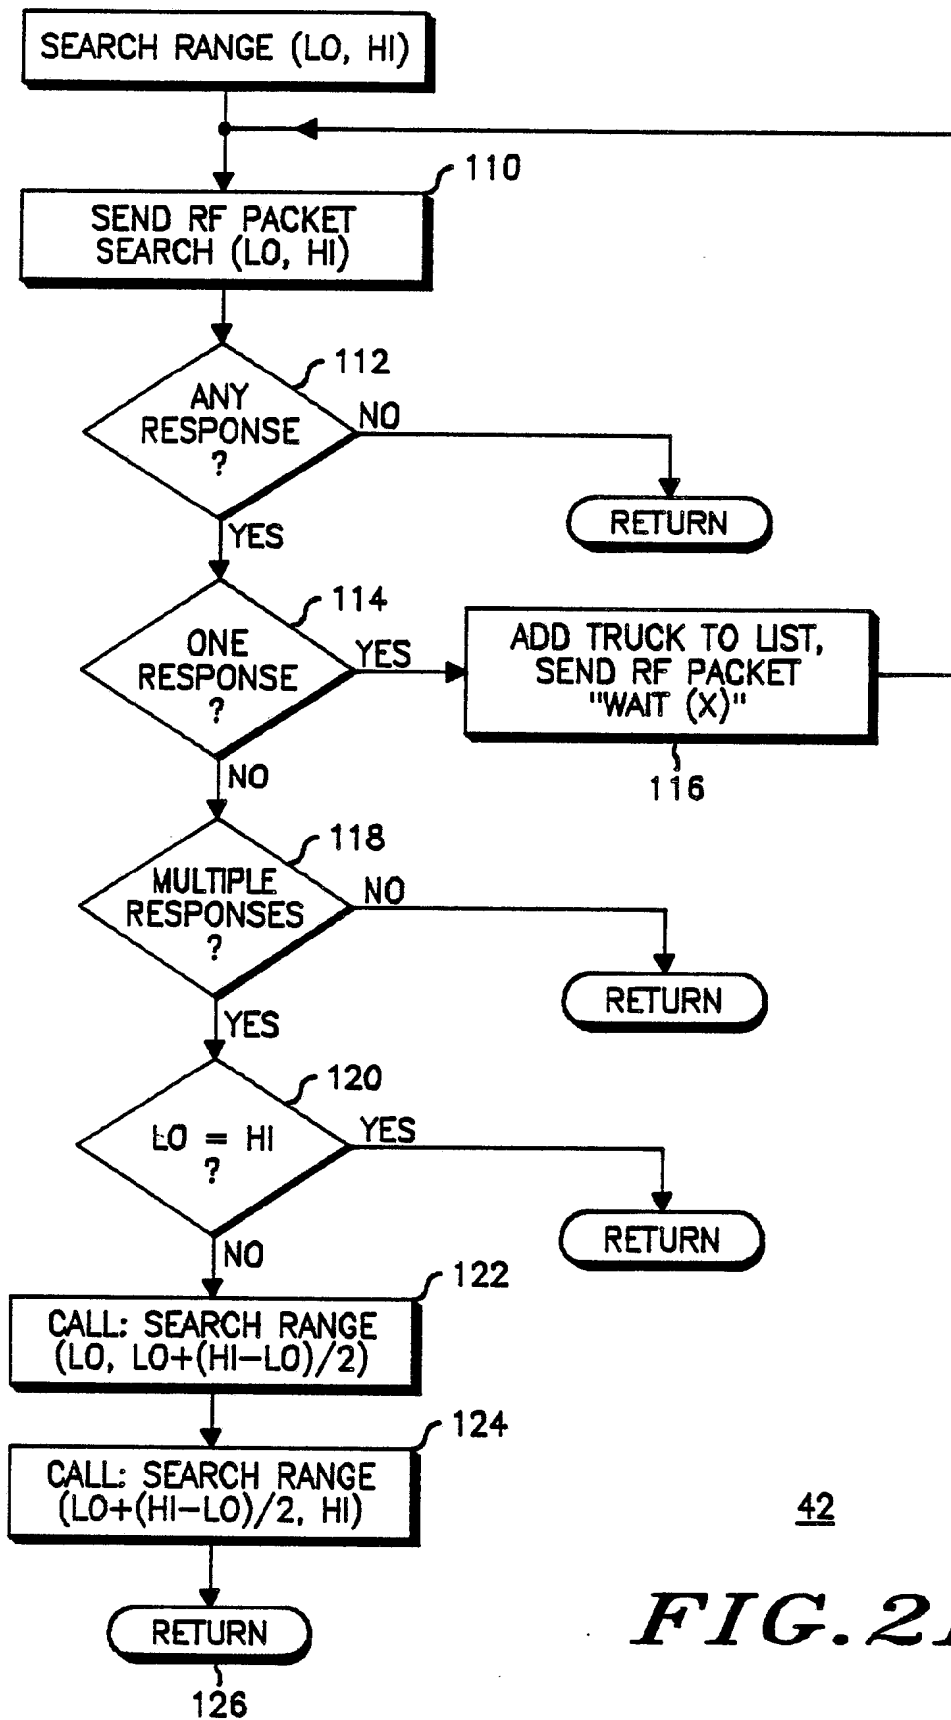 SEARCH RANGE (LO, HI)
110
SEND RF PACKET
SEARCH (LO, HI)
112
ANY
RESPONSE
?
NO
RETURN
YES
114
ONE
RESPONSE
?
YES
ADD TRUCK TO LIST,
SEND RF PACKET
"WAIT (X)"
116
NO
118
MULTIPLE
RESPONSES
?
NO
RETURN
YES
120
LO = HI
?
YES
RETURN
NO
122
CALL: SEARCH RANGE
(LO, LO+(HI-LO)/2)
124
CALL: SEARCH RANGE
(LO+(HI-LO)/2, HI)
42
RETURN
126
FIG.2